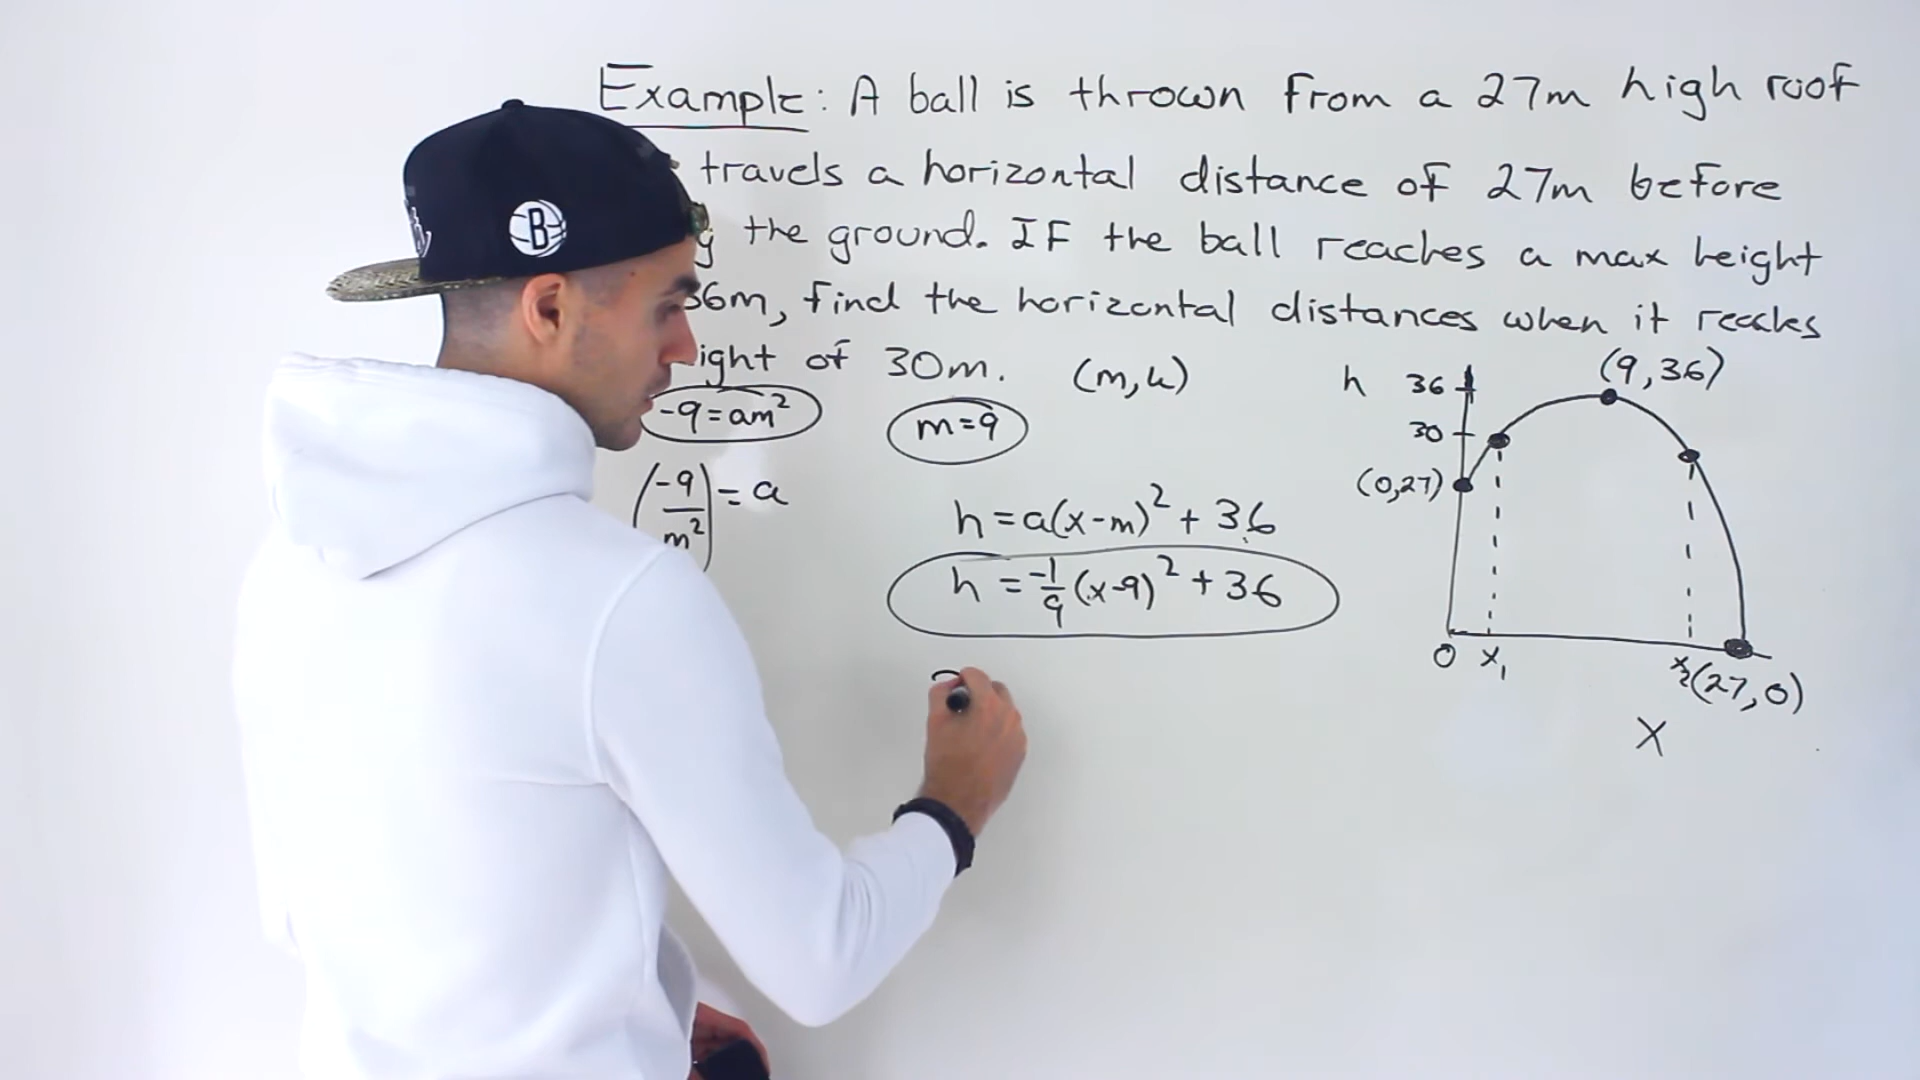 Example: A ball is thrown from a 27m high roof
travels a horizontal distance of 27m before
the ground. IF the ball reaches a max height
36m, find the horizontal distances when it reaches
ight of 30m. (m,k)
-9=am²
m=9
-9/m² = a
h=a(x-m)²+36
h=-1/9(x-9)²+36
h
36
30
(9,36)
(0,27)
0
x₁
x₂
(27,0)
X
B